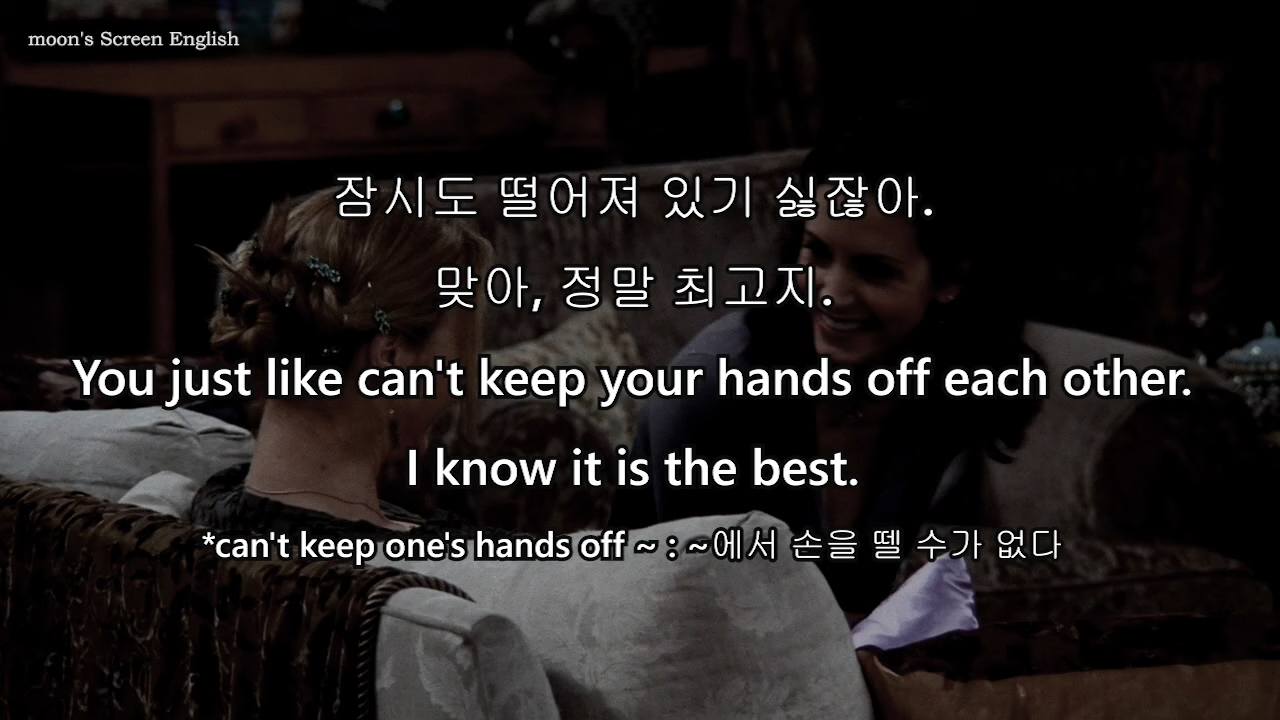 moon's Screen English
잠시도 떨어져 있기 싫잖아.
맞아, 정말 최고지.
You just like can't keep your hands off each other.
I know it is the best.
*can't keep one's hands off ~ : ~에서 손을 뗄 수가 없다